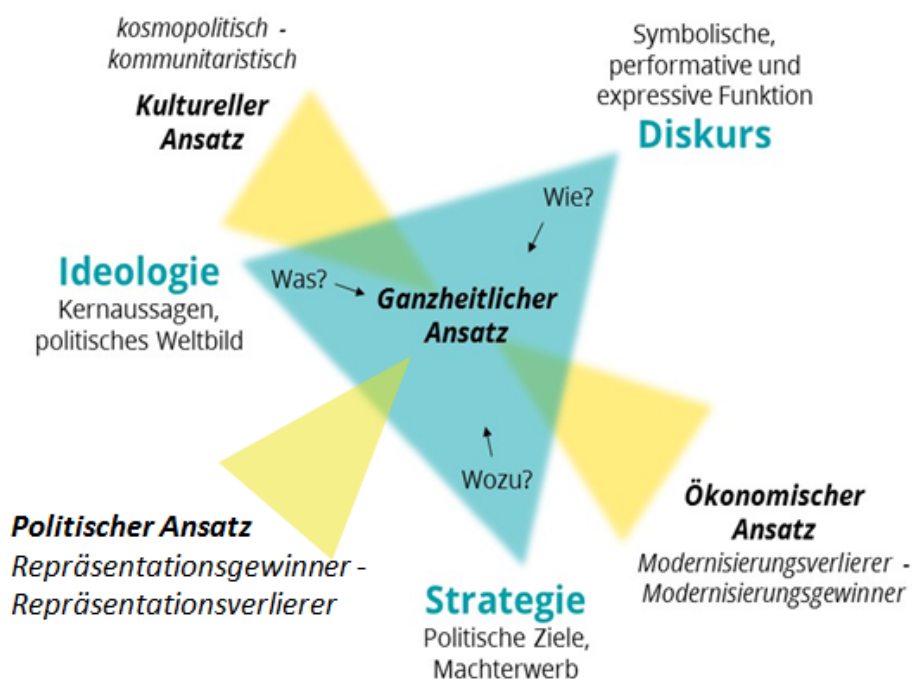 kosmopolitisch -
kommunitaristisch
Kultureller
Ansatz
Symbolische,
performative und
expressive Funktion
Diskurs
Wie?
Ideologie
Kernaussagen,
politisches Weltbild
Was?
Ganzheitlicher
Ansatz
Wozu?
Politischer Ansatz
Repräsentationsgewinner -
Repräsentationsverlierer
Ökonomischer
Ansatz
Modernisierungsverlierer -
Modernisierungsgewinner
Strategie
Politische Ziele,
Machterwerb